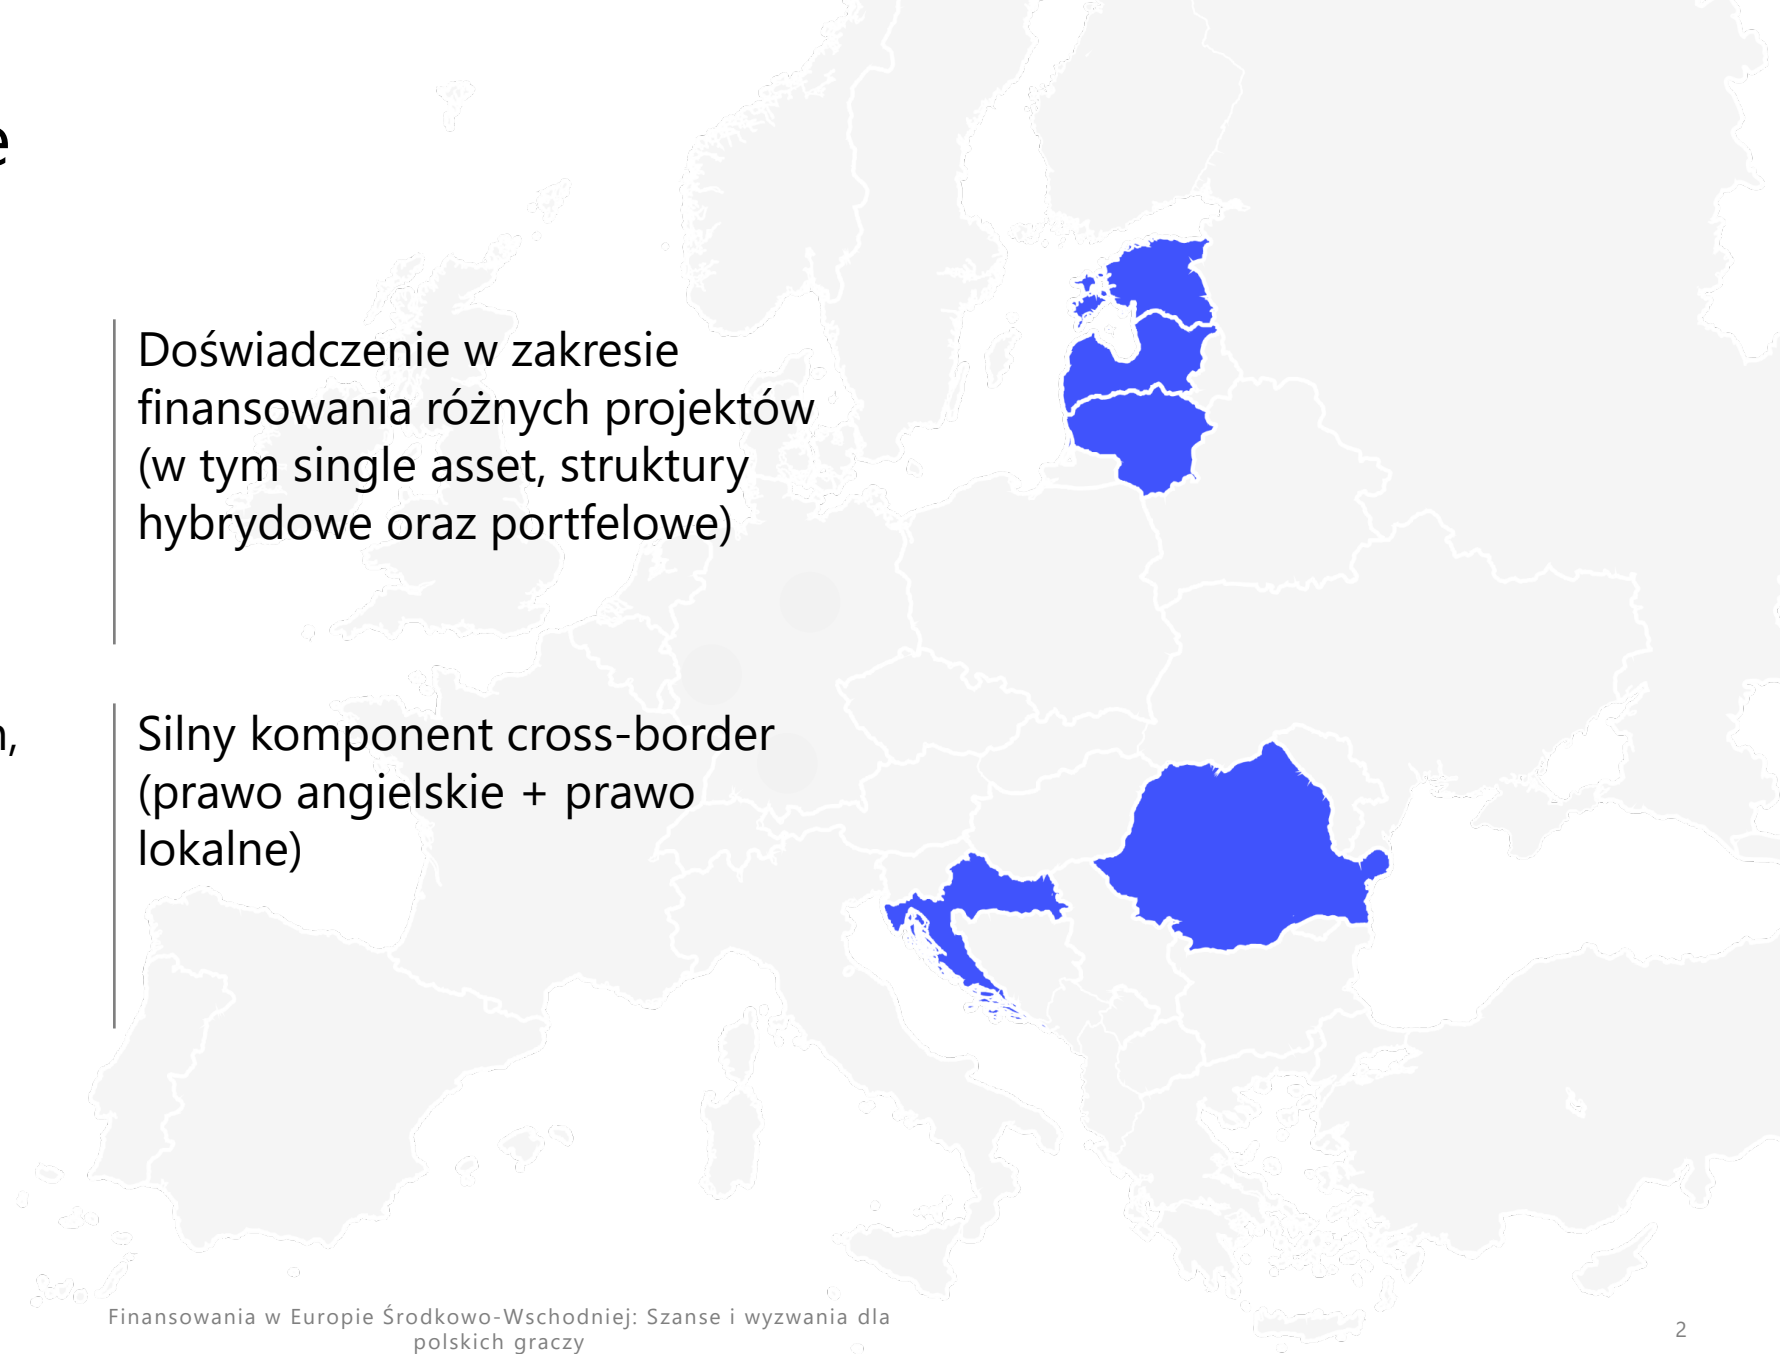 e
Doświadczenie w zakresie
finansowania różnych projektów
(w tym single asset, struktury
hybrydowe oraz portfelowe)
,
Silny komponent cross-border
(prawo angielskie + prawo
lokalne)
Finansowania w Europie Środkowo-Wschodniej: Szanse i wyzwania dla
polskich graczy
2